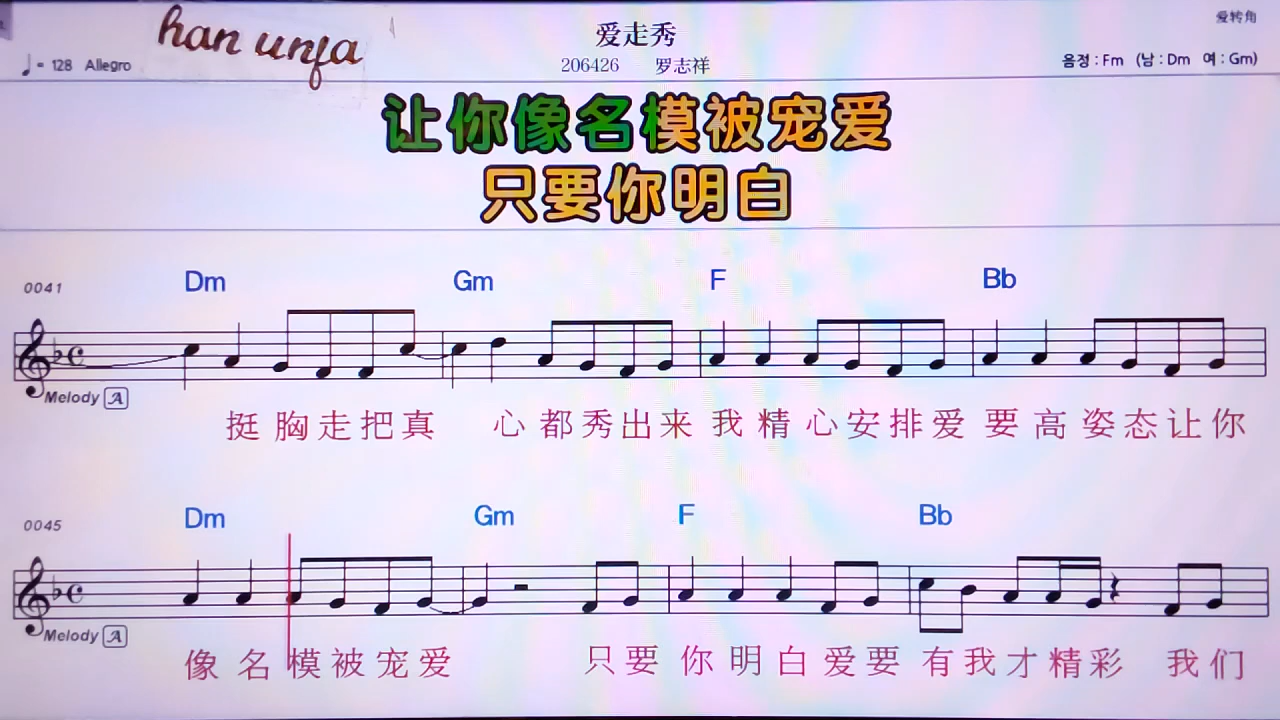 han unfa
爱走秀
爱转角
♩= 128 Allegro
206426 罗志祥
음정 : Fm (남 : Dm 여 : Gm)
让你像名模被宠爱
只要你明白
0041 Dm Gm F Bb
Melody A
挺胸走把真 心都秀出来 我精心安排爱 要高姿态让你
0045 Dm Gm F Bb
Melody A
像名模被宠爱 只要 你明白爱要 有我才精彩 我们